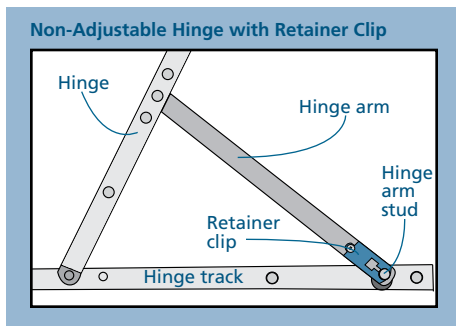 Non-Adjustable Hinge with Retainer Clip
Hinge
Hinge arm
Hinge
arm
stud
Retainer
clip
Hinge track